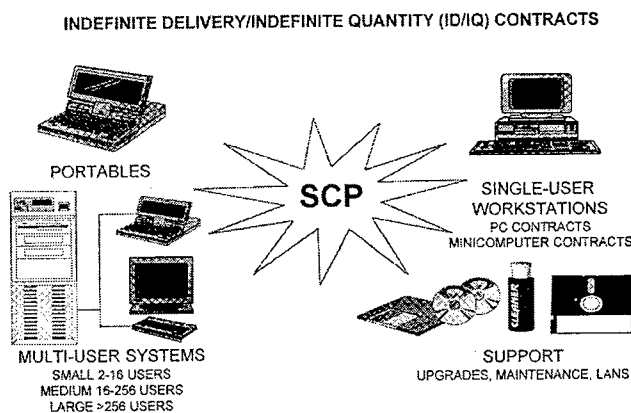 INDEFINITE DELIVERY/INDEFINITE QUANTITY (ID/IQ) CONTRACTS
PORTABLES
SCP
SINGLE-USER
WORKSTATIONS
PC CONTRACTS
MINICOMPUTER CONTRACTS
MULTI-USER SYSTEMS
SMALL 2-16 USERS
MEDIUM 16-256 USERS
LARGE >256 USERS
CLEANER
SUPPORT
UPGRADES, MAINTENANCE, LANS